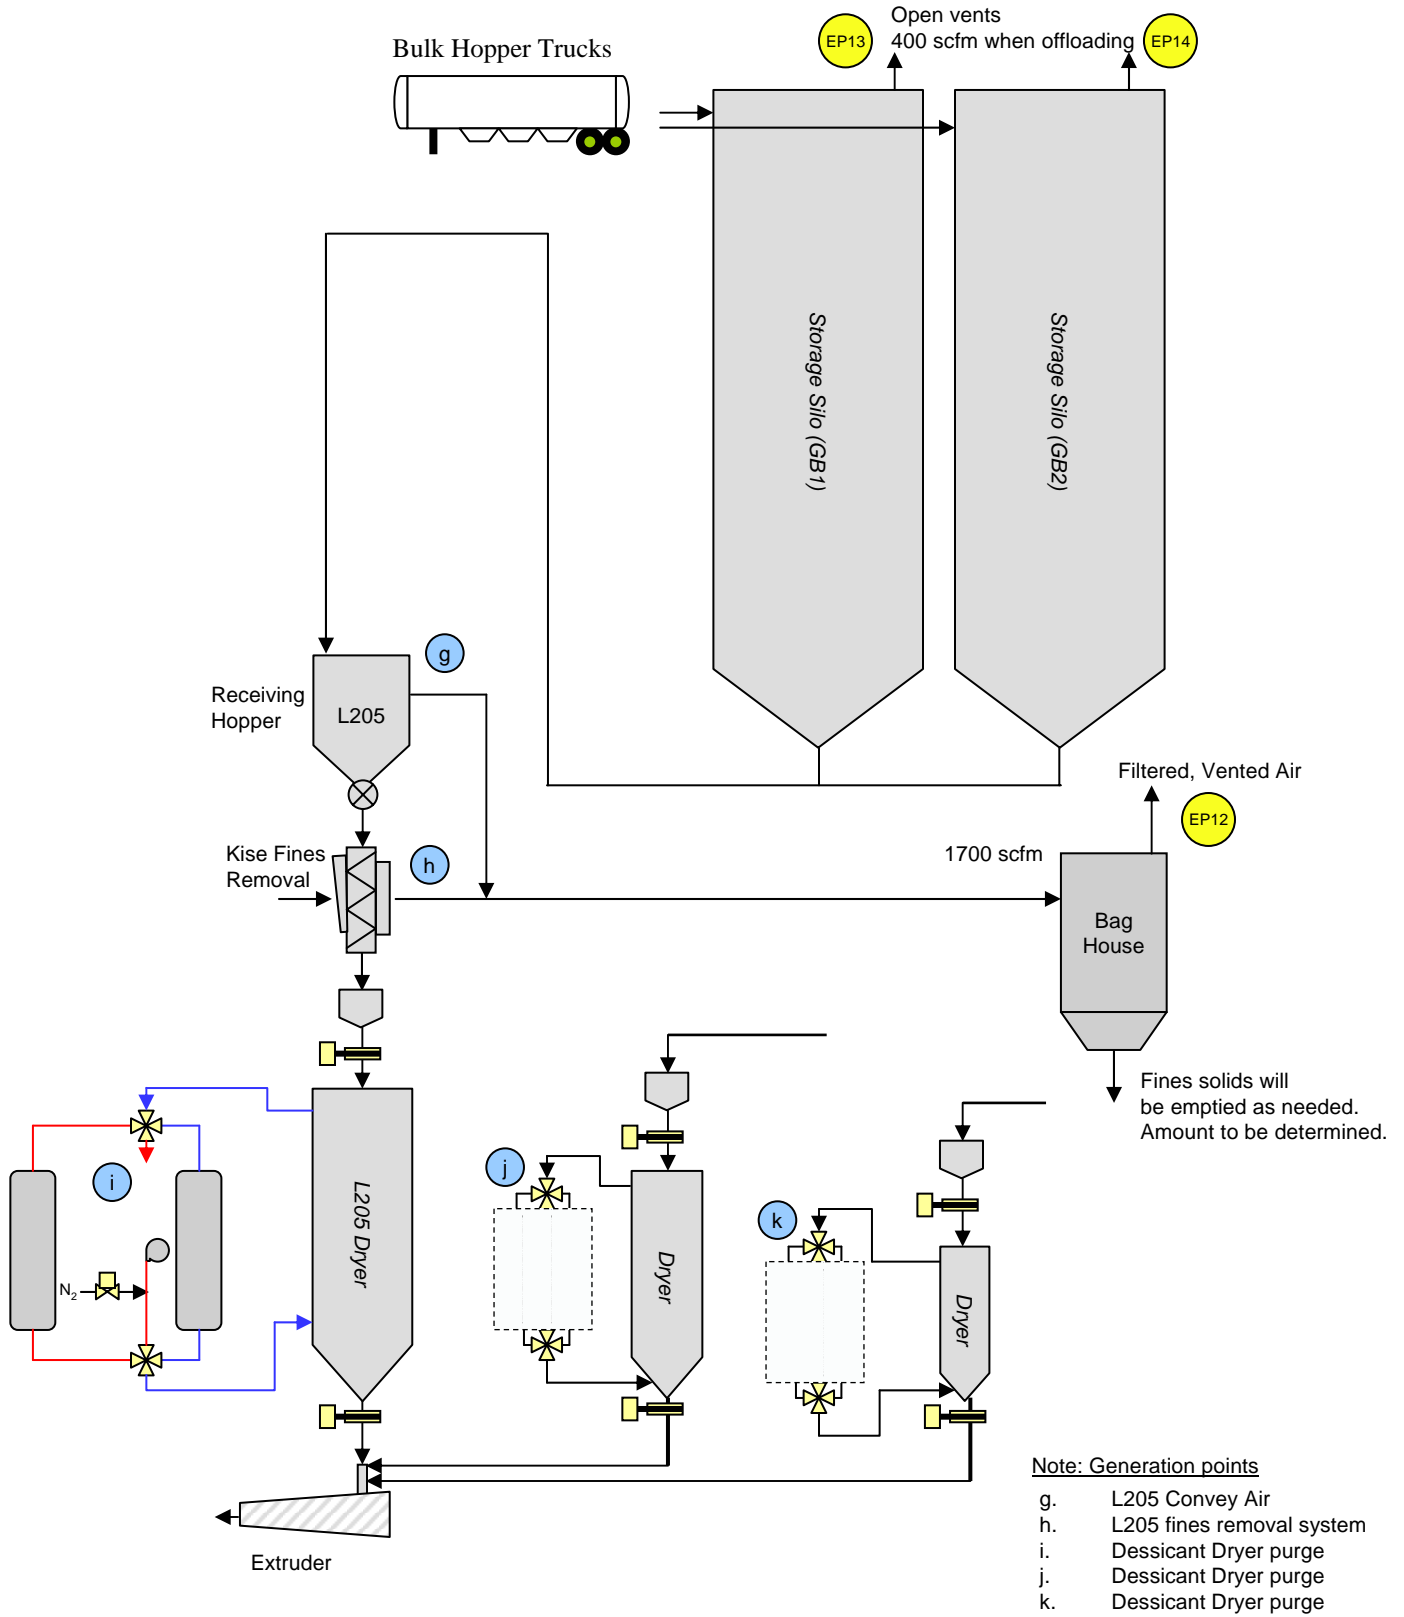 Open vents
400 scfm when offloading
EP13
EP14
Bulk Hopper Trucks
Storage Silo (GB1)
Storage Silo (GB2)
g
Receiving
Hopper
L205
Filtered, Vented Air
EP12
Kise Fines
Removal
h
1700 scfm
Bag
House
Fines solids will
be emptied as needed.
Amount to be determined.
i
j
k
L205 Dryer
Dryer
Dryer
N2
Extruder
Note: Generation points
g. L205 Convey Air
h. L205 fines removal system
i. Dessicant Dryer purge
j. Dessicant Dryer purge
k. Dessicant Dryer purge